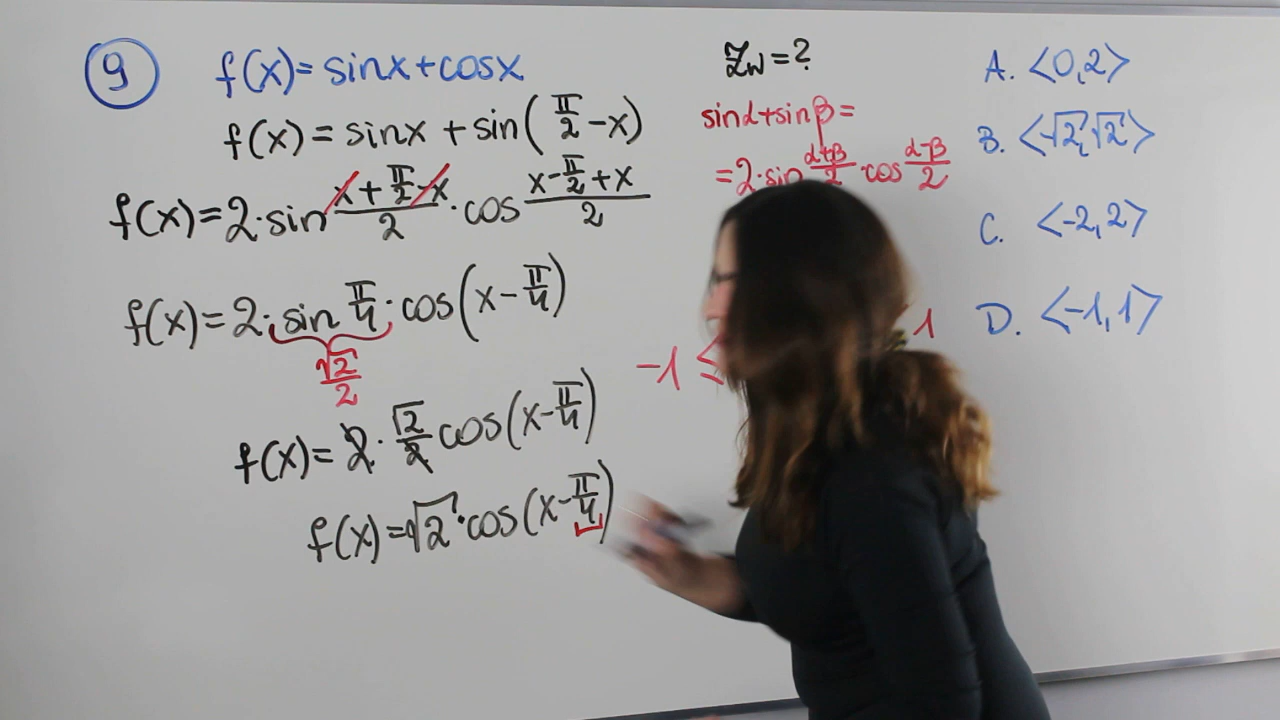 9
f(x)=sinx+cosx
f(x)=sinx+sin(π/2-x)
f(x)=2·sin (x+π/2-x)/2 · cos (x-π/2+x)/2
f(x)=2·sin π/4·cos(x-π/4)
√2/2
f(x)=2·√2/2 cos(x-π/4)
f(x)=√2·cos(x-π/4)
Zw=?
sinα+sinβ=
=2·sin (α+β)/2 ·cos (α-β)/2
-1 ≤ 1
A. <0,2>
B. <-√2,√2>
C. <-2,2>
D. <-1,1>